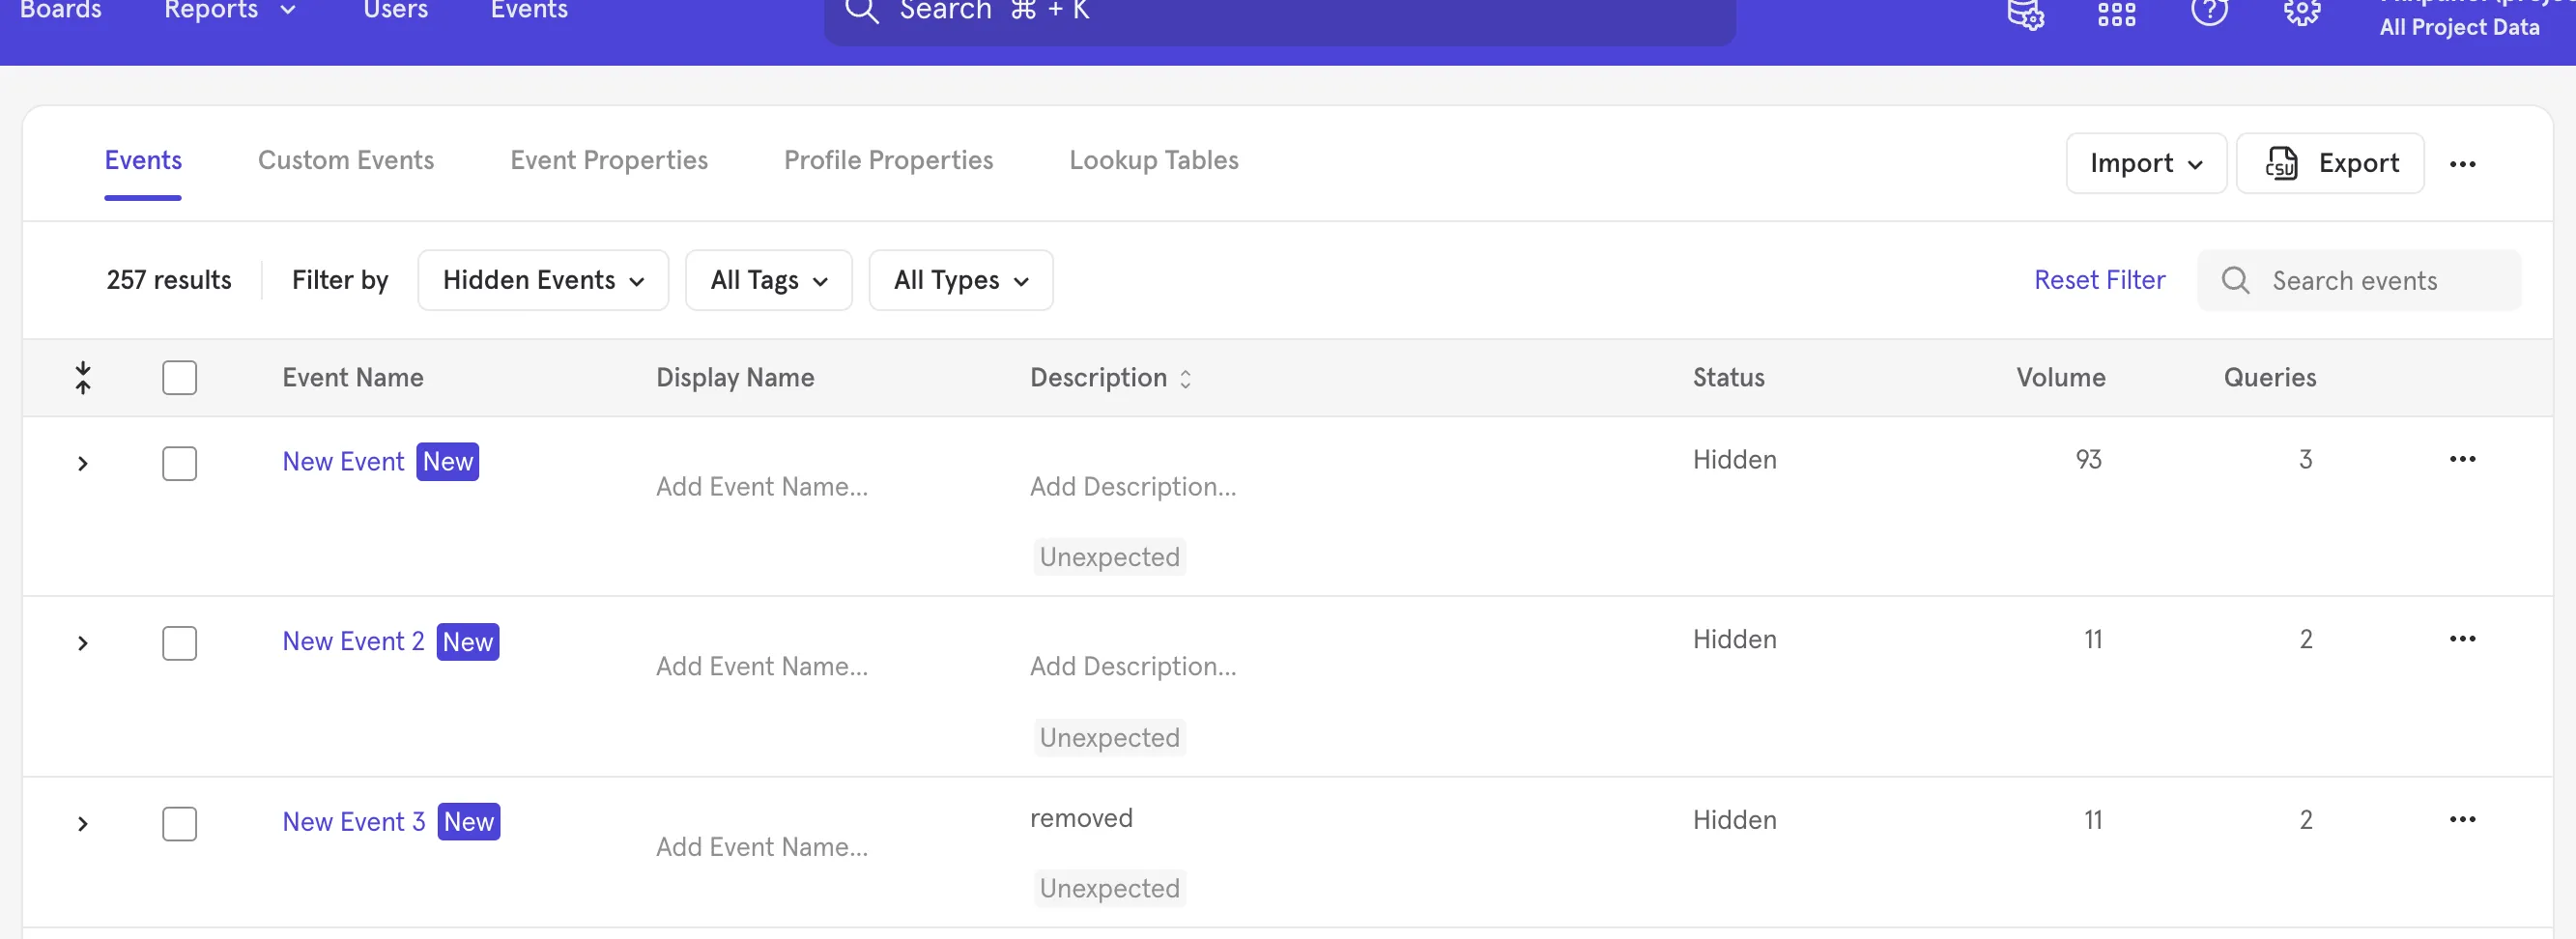 Boards Reports Users Events Search ⌘ + K
All Project Data
Events Custom Events Event Properties Profile Properties Lookup Tables Import CSV Export
257 results Filter by Hidden Events All Tags All Types Reset Filter Search events
Event Name Display Name Description Status Volume Queries
New Event New Hidden 93 3
Add Event Name... Add Description...
Unexpected
New Event 2 New Hidden 11 2
Add Event Name... Add Description...
Unexpected
New Event 3 New removed Hidden 11 2
Add Event Name...
Unexpected